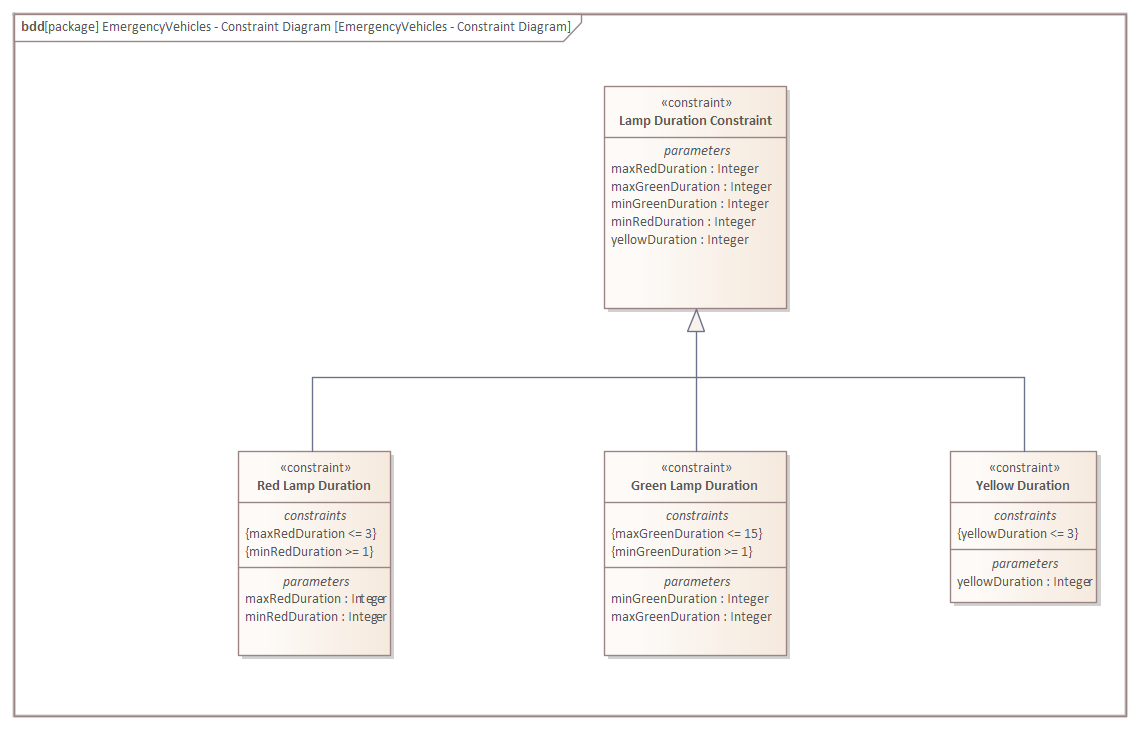 bdd[package] EmergencyVehicles - Constraint Diagram [EmergencyVehicles - Constraint Diagram]
«constraint»
Lamp Duration Constraint
parameters
maxRedDuration : Integer
maxGreenDuration : Integer
minGreenDuration : Integer
minRedDuration : Integer
yellowDuration : Integer
«constraint»
Red Lamp Duration
constraints
{maxRedDuration <= 3}
{minRedDuration >= 1}
parameters
maxRedDuration : Integer
minRedDuration : Integer
«constraint»
Green Lamp Duration
constraints
{maxGreenDuration <= 15}
{minGreenDuration >= 1}
parameters
minGreenDuration : Integer
maxGreenDuration : Integer
«constraint»
Yellow Duration
constraints
{yellowDuration <= 3}
parameters
yellowDuration : Integer